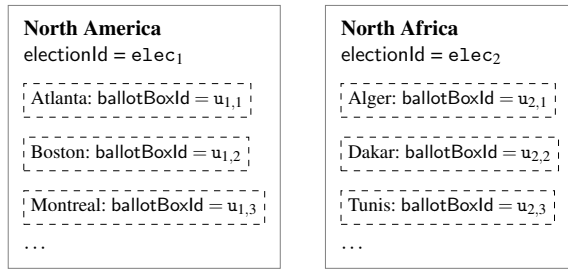 North America
electionId = elec₁
Atlanta: ballotBoxId = u₁,₁
Boston: ballotBoxId = u₁,₂
Montreal: ballotBoxId = u₁,₃
...
North Africa
electionId = elec₂
Alger: ballotBoxId = u₂,₁
Dakar: ballotBoxId = u₂,₂
Tunis: ballotBoxId = u₂,₃
...